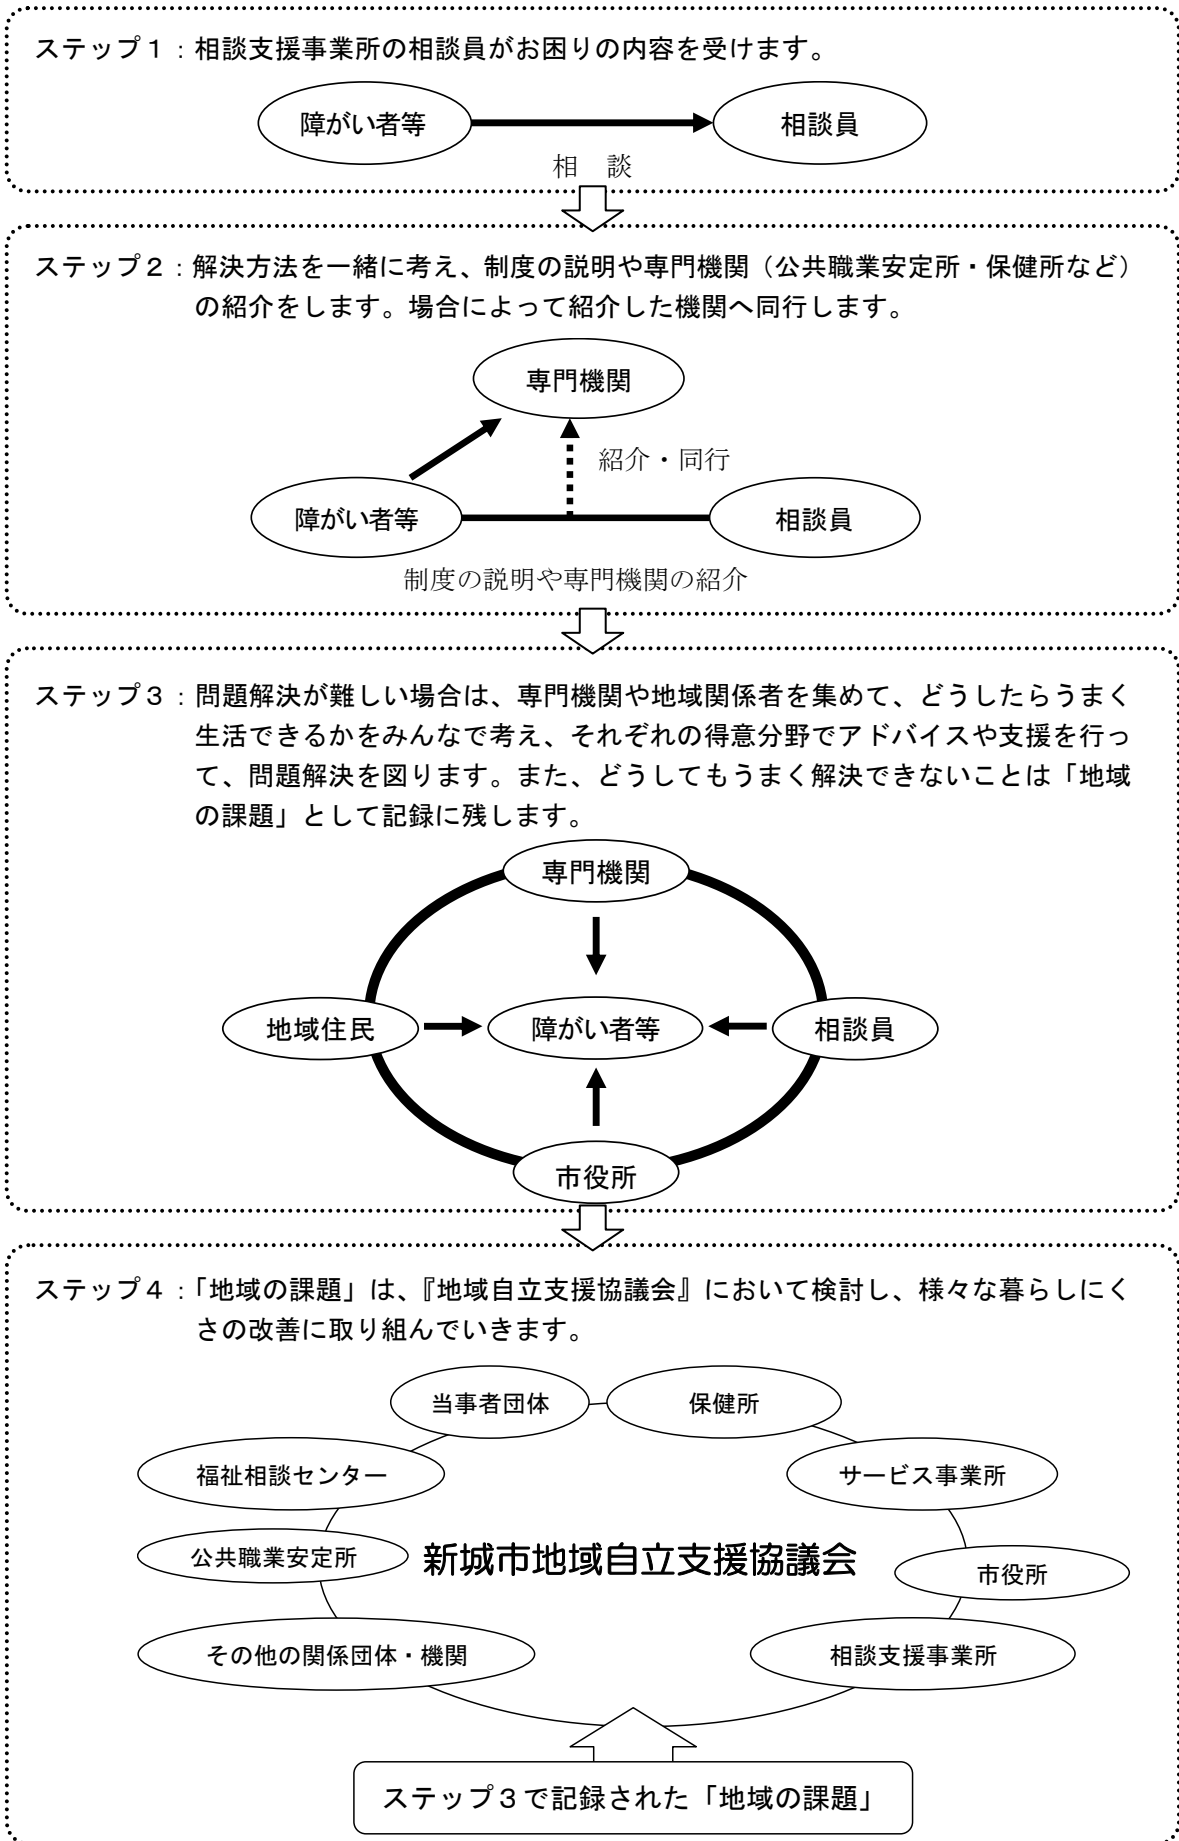 ステップ１：相談支援事業所の相談員がお困りの内容を受けます。
障がい者等
相談員
相　談
ステップ２：解決方法を一緒に考え、制度の説明や専門機関（公共職業安定所・保健所など）
の紹介をします。場合によって紹介した機関へ同行します。
専門機関
紹介・同行
障がい者等
相談員
制度の説明や専門機関の紹介
ステップ３：問題解決が難しい場合は、専門機関や地域関係者を集めて、どうしたらうまく
生活できるかをみんなで考え、それぞれの得意分野でアドバイスや支援を行っ
て、問題解決を図ります。また、どうしてもうまく解決できないことは「地域
の課題」として記録に残します。
専門機関
地域住民
障がい者等
相談員
市役所
ステップ４：「地域の課題」は、『地域自立支援協議会』において検討し、様々な暮らしにく
さの改善に取り組んでいきます。
当事者団体
保健所
福祉相談センター
サービス事業所
公共職業安定所
新城市地域自立支援協議会
市役所
その他の関係団体・機関
相談支援事業所
ステップ３で記録された「地域の課題」